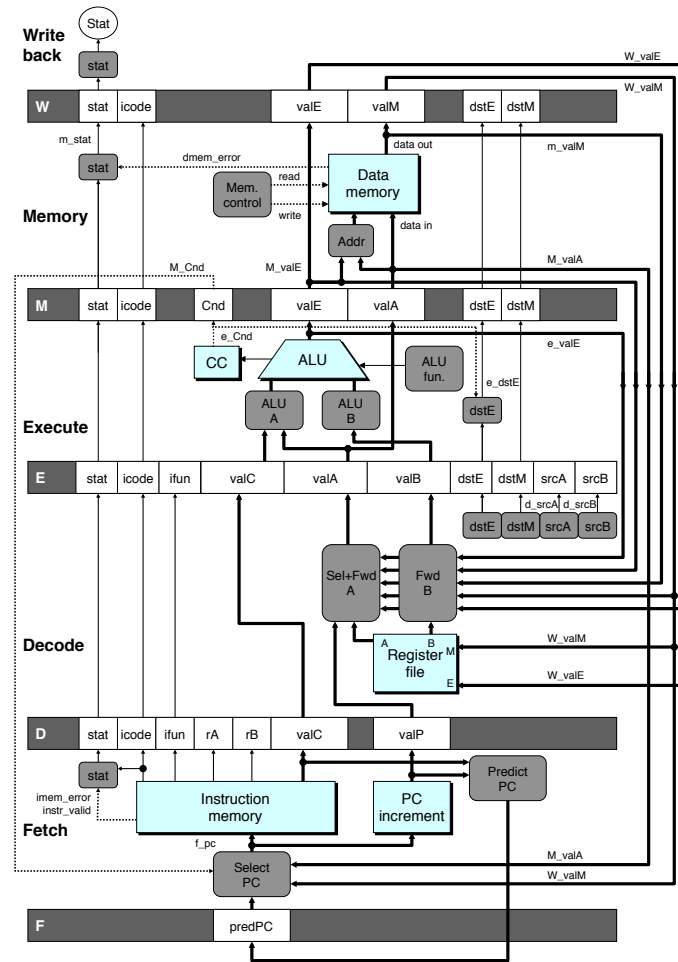 Stat
Write
back
stat
W_valE
W_valM
W
stat
icode
valE
valM
dstE
dstM
m_stat
data out
m_valM
dmem_error
stat
read
Data
memory
Mem.
control
write
Memory
Addr
data in
M_Cnd
M_valE
M_valA
M
stat
icode
Cnd
valE
valA
dstE
dstM
e_Cnd
e_valE
CC
ALU
ALU
fun.
e_dstE
ALU
A
ALU
B
dstE
Execute
E
stat
icode
ifun
valC
valA
valB
dstE
dstM
srcA
srcB
d_srcA
d_srcB
dstE
dstM
srcA
srcB
Sel+Fwd
A
Fwd
B
Decode
A
B
W_valM
Register
file
M
E
W_valE
D
stat
icode
ifun
rA
rB
valC
valP
stat
Predict
PC
imem_error
instr_valid
Instruction
memory
PC
increment
Fetch
f_pc
M_valA
Select
PC
W_valM
F
predPC